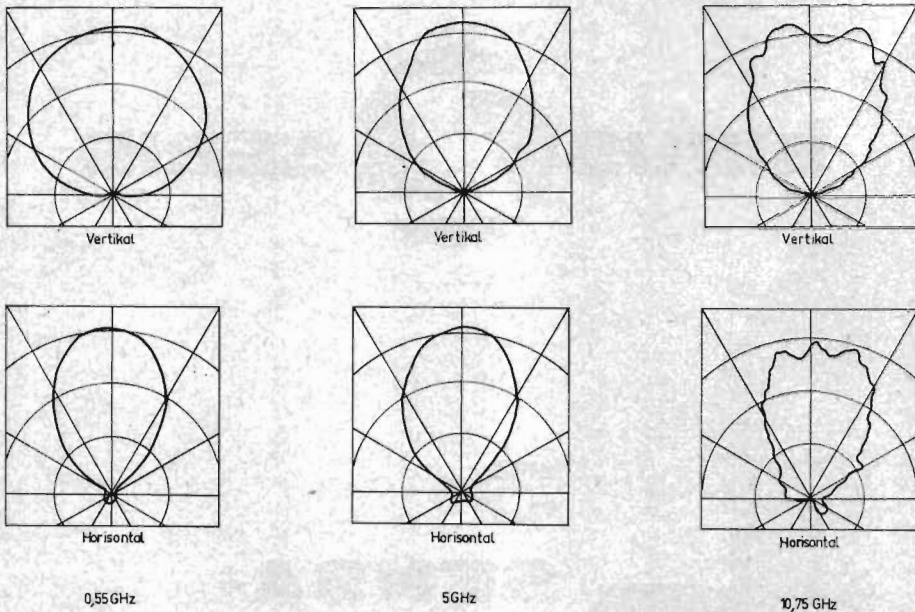 Vertikal
Vertikal
Vertikal
Horisontal
Horisontal
Horisontal
0,55 GHz
5 GHz
10,75 GHz